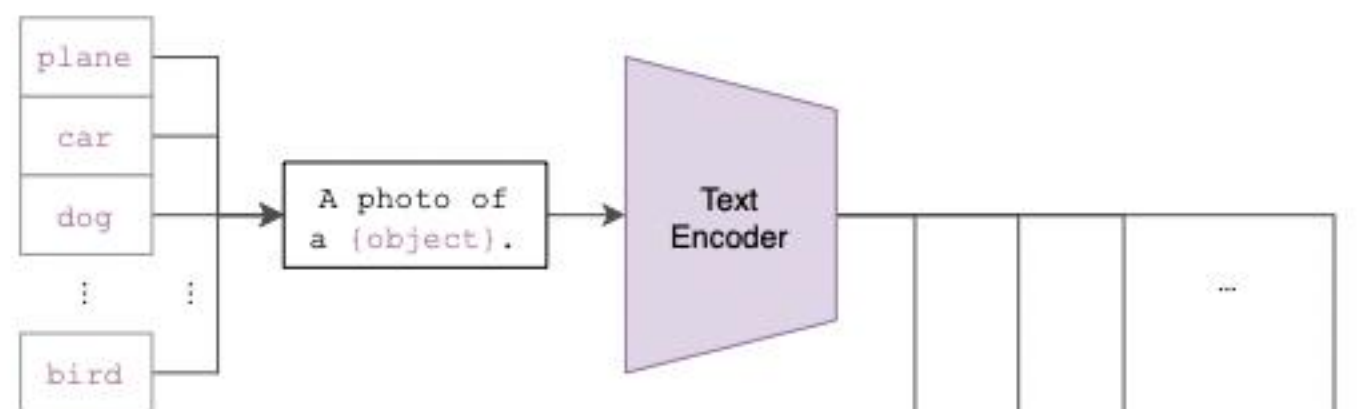 plane
car
dog
⋮ ⋮
bird
A photo of
a {object}.
Text
Encoder
...